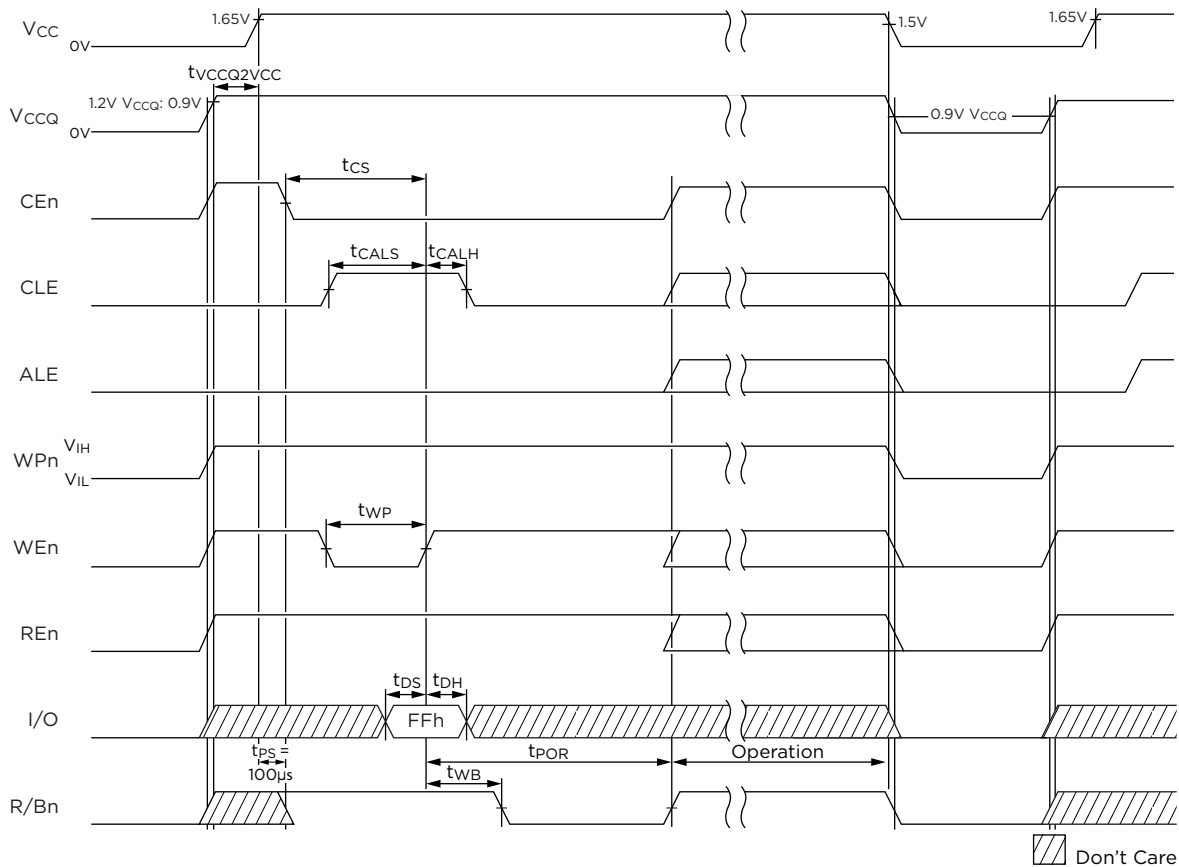 VCC 0V 1.65V 1.5V 1.65V
tVCCQ2VCC
1.2V VCCQ: 0.9V
VCCQ 0V 0.9V VCCQ
tCS
CEn
tCALS tCALH
CLE
ALE
VIH
WPn
VIL
tWP
WEn
REn
tDS tDH
I/O FFh
tPS =
100µs
tPOR Operation
tWB
R/Bn
Don't Care